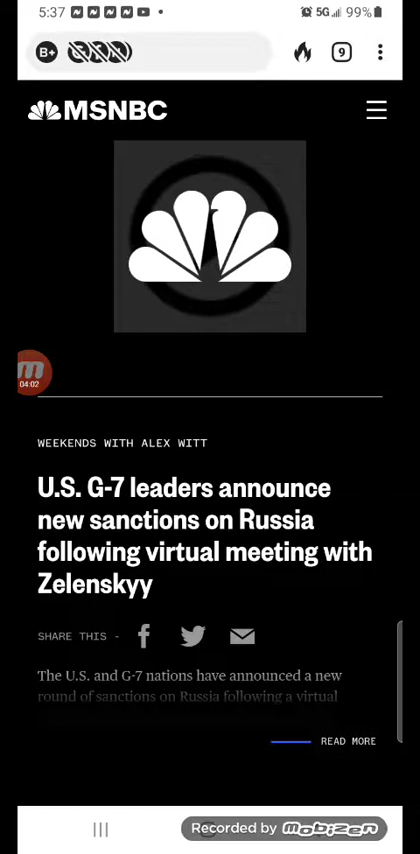 5:37
5G 99%
B+
9
MSNBC
04:02
WEEKENDS WITH ALEX WITT
U.S. G-7 leaders announce
new sanctions on Russia
following virtual meeting with
Zelenskyy
SHARE THIS -
The U.S. and G-7 nations have announced a new
round of sanctions on Russia following a virtual
READ MORE
Recorded by mobizen